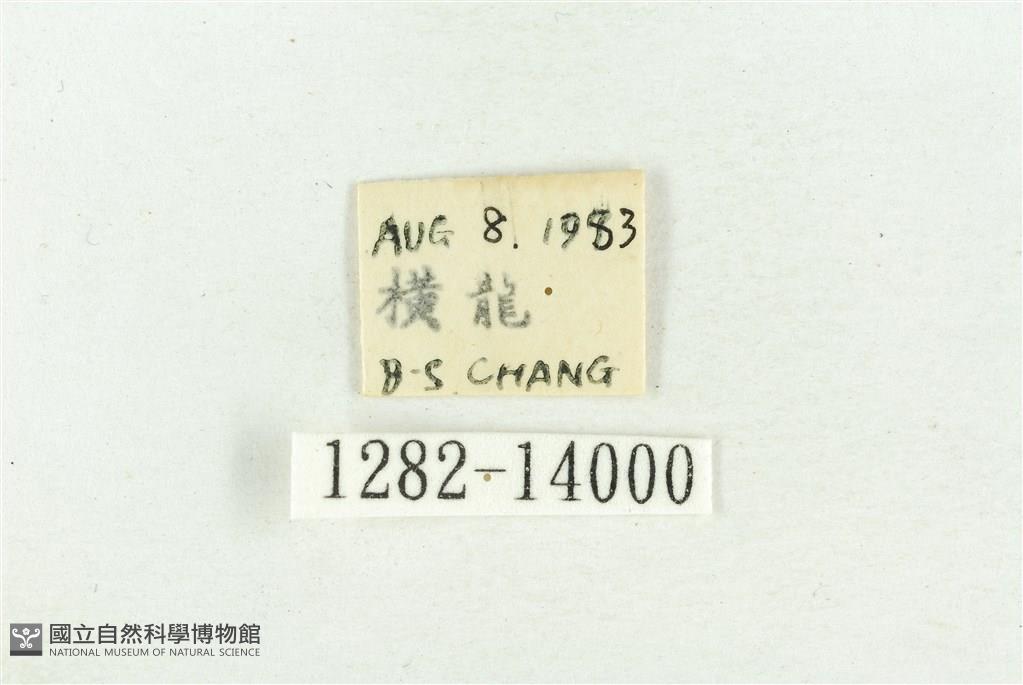 AUG 8. 1983
橫龍
B-S CHANG
1282-14000
國立自然科學博物館
NATIONAL MUSEUM OF NATURAL SCIENCE